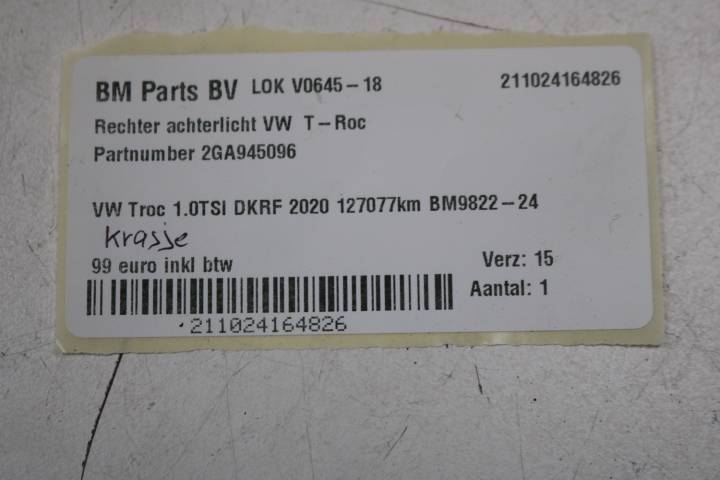 BM Parts BV LOK V0645-18 211024164826
Rechter achterlicht VW T-Roc
Partnumber 2GA945096
VW Troc 1.0TSI DKRF 2020 127077km BM9822-24
Krasje
99 euro inkl btw Verz: 15
Aantal: 1
211024164826